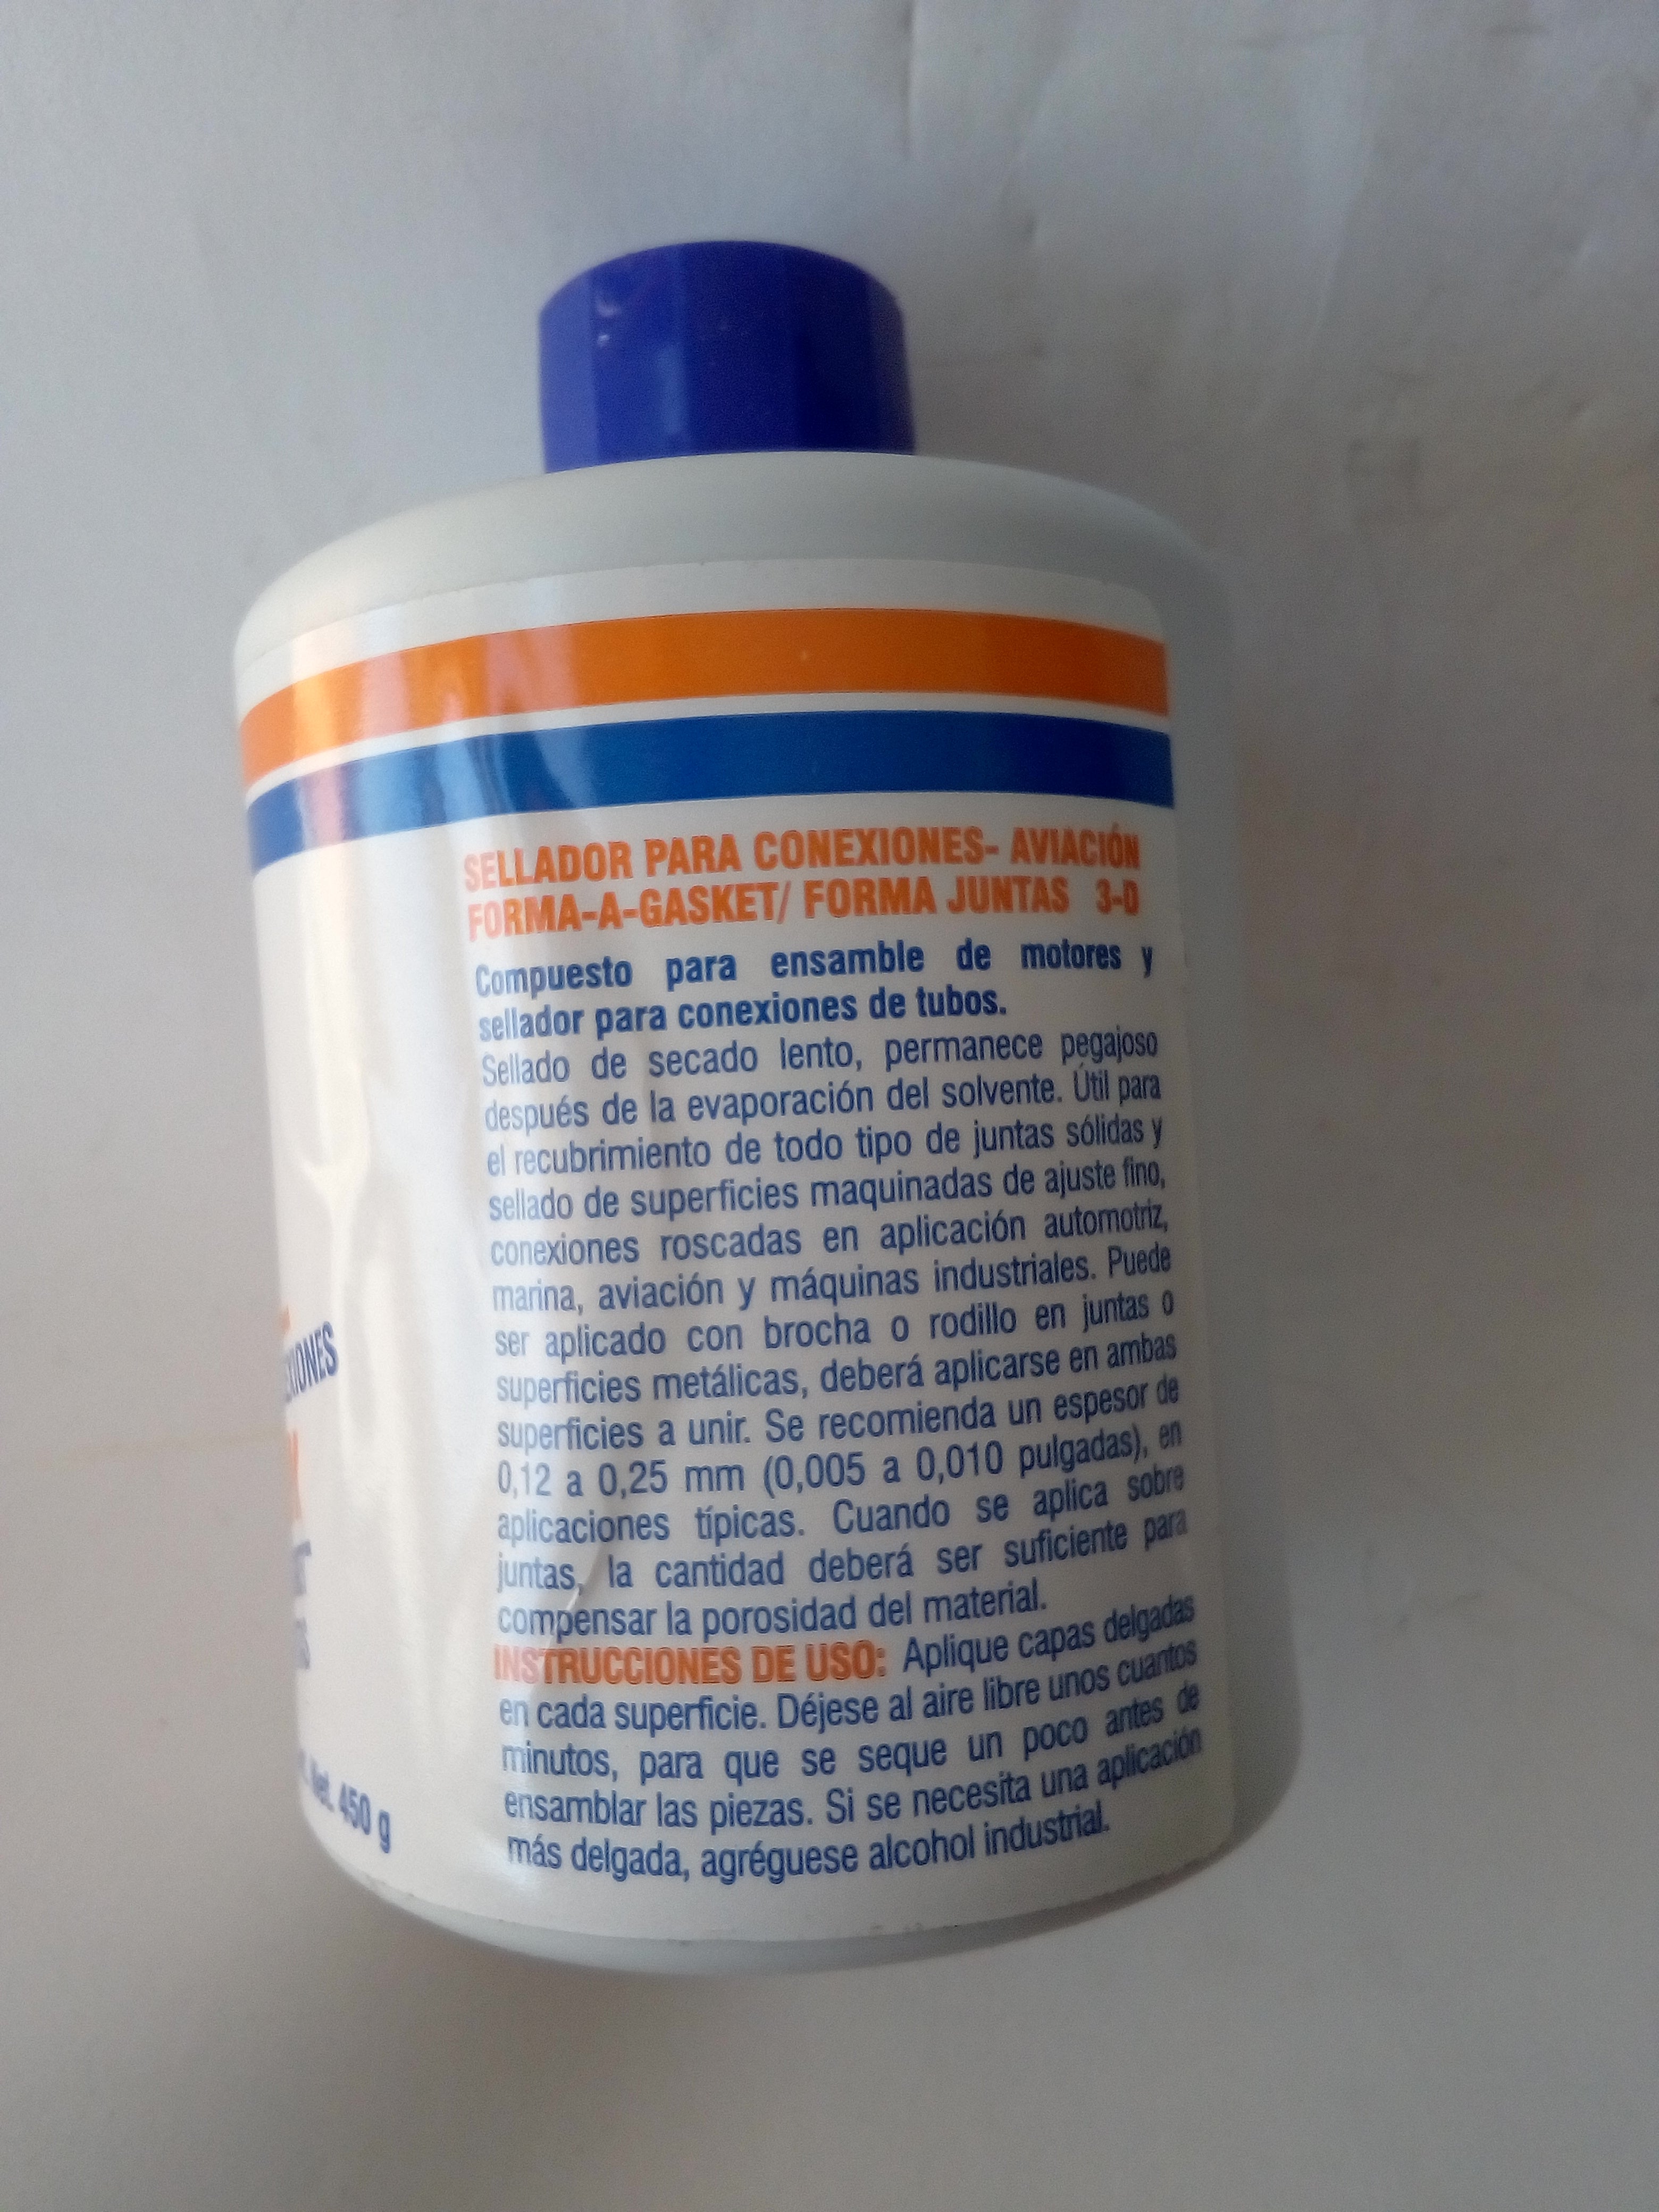 SELLADOR PARA CONEXIONES- AVIACIÓN
FORMA-A-GASKET/ FORMA JUNTAS 3-D
Compuesto para ensamble de motores y
sellador para conexiones de tubos.
Sellado de secado lento, permanece pegajoso
después de la evaporación del solvente. Útil para
el recubrimiento de todo tipo de juntas sólidas y
sellado de superficies maquinadas de ajuste fino,
conexiones roscadas en aplicación automotriz,
marina, aviación y máquinas industriales. Puede
ser aplicado con brocha o rodillo en juntas o
superficies metálicas, deberá aplicarse en ambas
superficies a unir. Se recomienda un espesor de
0,12 a 0,25 mm (0,005 a 0,010 pulgadas), en
aplicaciones típicas. Cuando se aplica sobre
juntas, la cantidad deberá ser suficiente para
compensar la porosidad del material.
INSTRUCCIONES DE USO: Aplique capas delgadas
en cada superficie. Déjese al aire libre unos cuantos
minutos, para que se seque un poco antes de
ensamblar las piezas. Si se necesita una aplicación
más delgada, agréguese alcohol industrial.
Net. 450 g